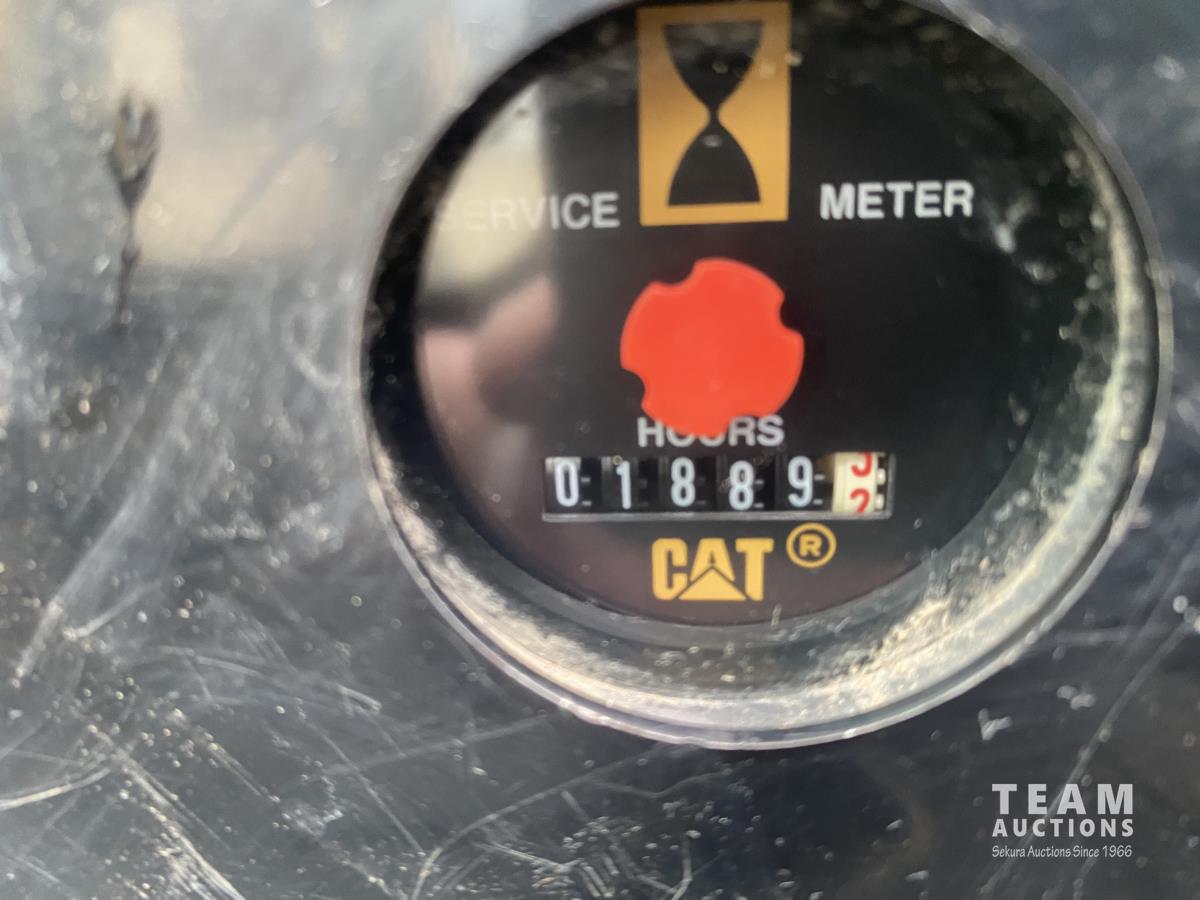 SERVICE METER
HOURS
01889
CAT®
TEAM
AUCTIONS
Sekura Auctions Since 1966